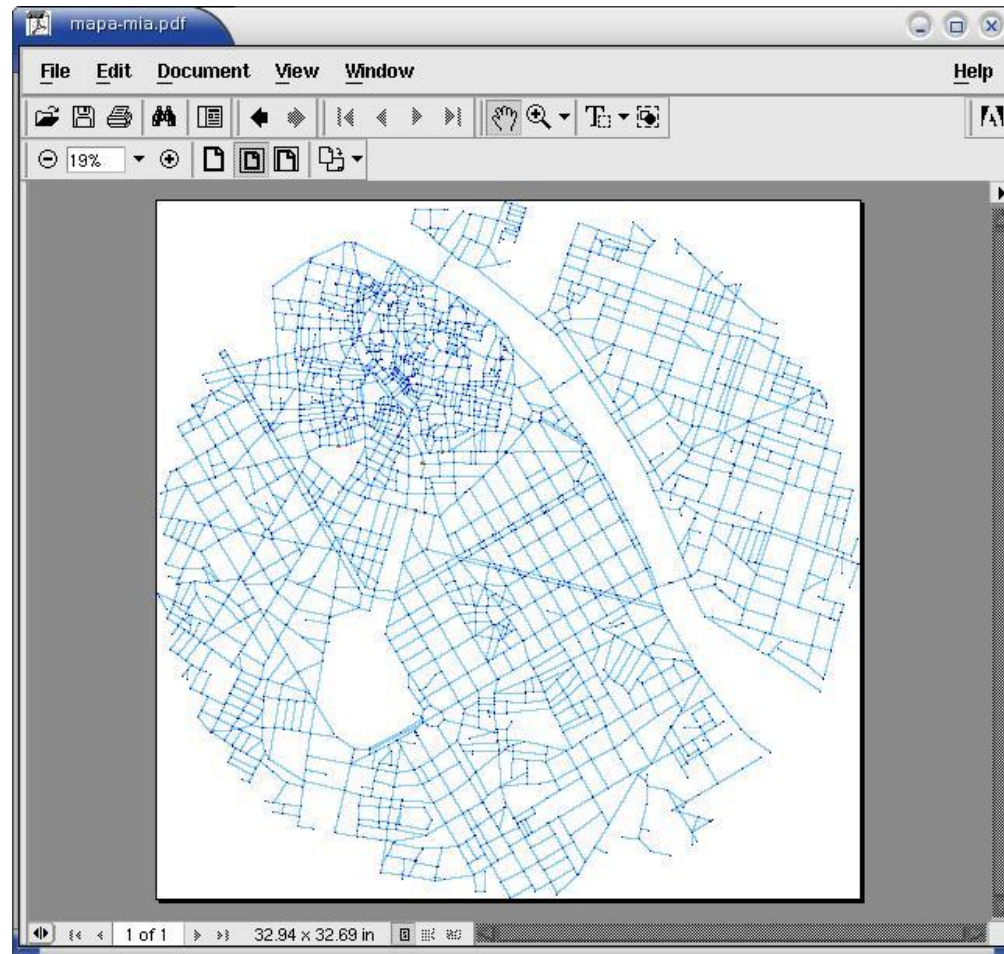 mapa-mia.pdf
File Edit Document View Window Help
19%
1 of 1 32.94 x 32.69 in